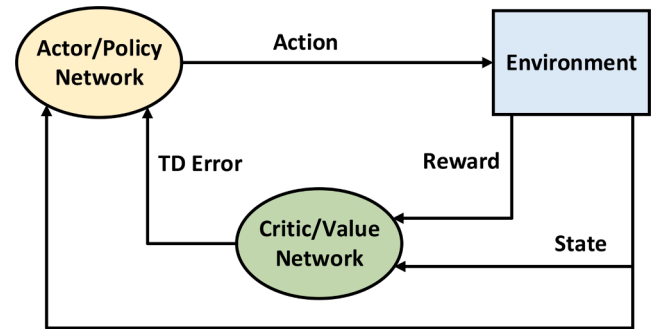 Actor/Policy
Network
Action
Environment
TD Error
Reward
Critic/Value
Network
State